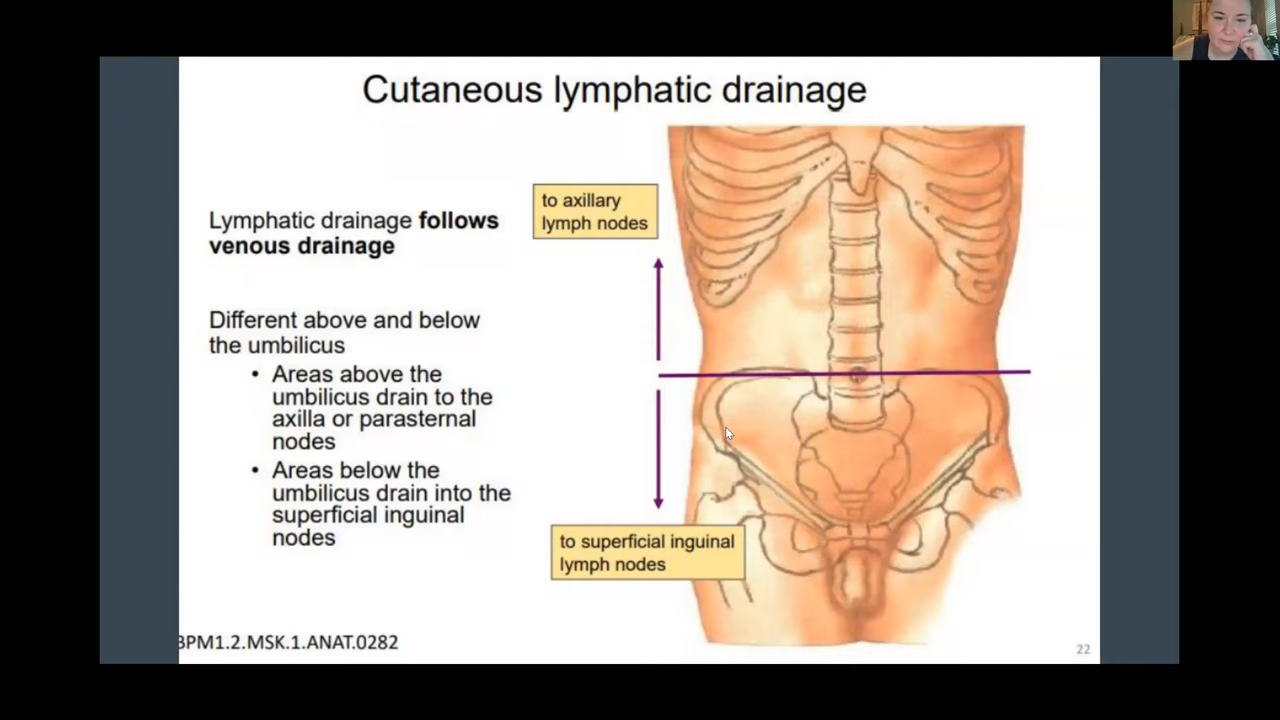 Cutaneous lymphatic drainage
Lymphatic drainage follows
venous drainage
Different above and below
the umbilicus
• Areas above the
umbilicus drain to the
axilla or parasternal
nodes
• Areas below the
umbilicus drain into the
superficial inguinal
nodes
to axillary
lymph nodes
to superficial inguinal
lymph nodes
BPM1.2.MSK.1.ANAT.0282
22